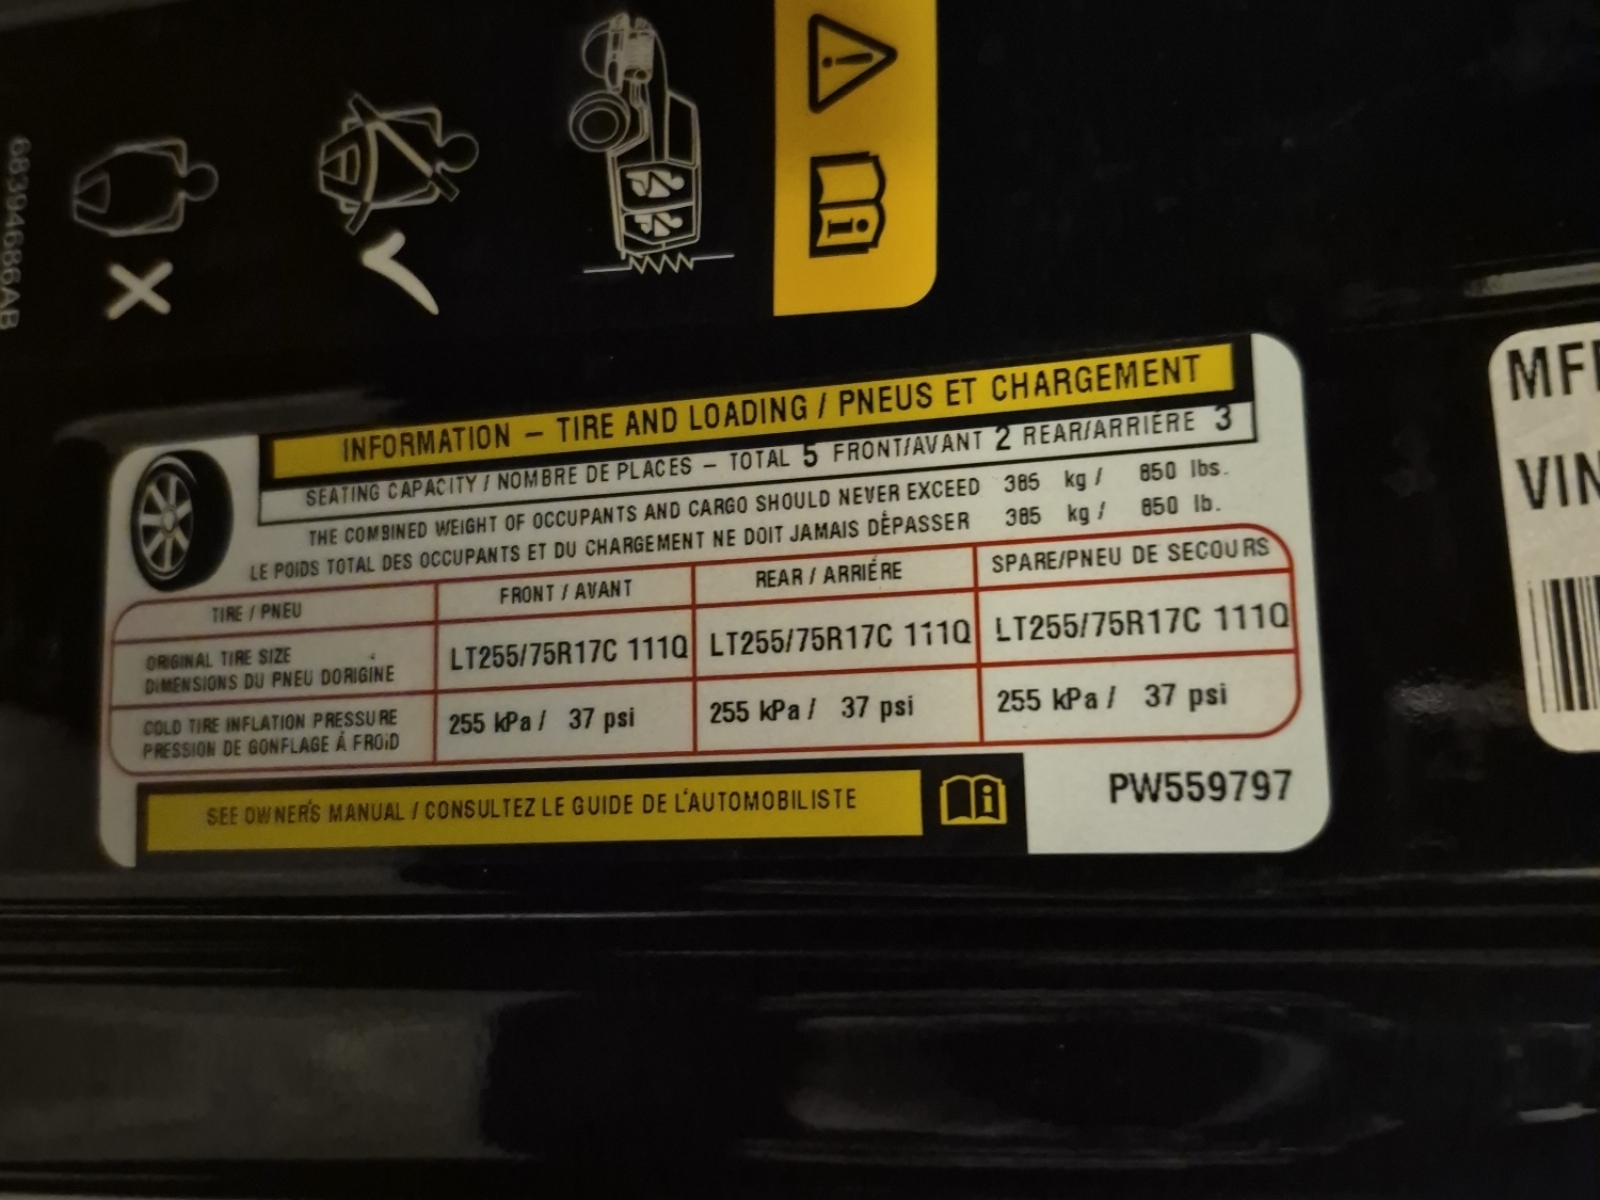 68394686AB
INFORMATION – TIRE AND LOADING / PNEUS ET CHARGEMENT
SEATING CAPACITY / NOMBRE DE PLACES – TOTAL 5 FRONT/AVANT 2 REAR/ARRIÈRE 3
THE COMBINED WEIGHT OF OCCUPANTS AND CARGO SHOULD NEVER EXCEED 385 kg / 850 lbs.
LE POIDS TOTAL DES OCCUPANTS ET DU CHARGEMENT NE DOIT JAMAIS DÉPASSER 385 kg / 850 lb.
TIRE / PNEU FRONT / AVANT REAR / ARRIÉRE SPARE/PNEU DE SECOURS
ORIGINAL TIRE SIZE
DIMENSIONS DU PNEU DORIGINE
LT255/75R17C 111Q LT255/75R17C 111Q LT255/75R17C 111Q
COLD TIRE INFLATION PRESSURE
PRESSION DE GONFLAGE À FROID
255 kPa / 37 psi 255 kPa / 37 psi 255 kPa / 37 psi
SEE OWNER'S MANUAL / CONSULTEZ LE GUIDE DE L'AUTOMOBILISTE
PW559797
VIN